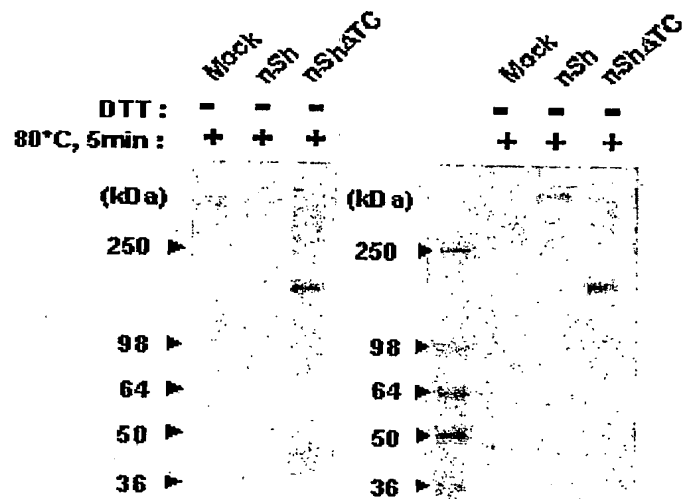 Mock nSh nShΔTC
DTT : - - -
80°C, 5min : + + +
(kDa)
250
98
64
50
36
Mock nSh nShΔTC
- - -
+ + +
(kDa)
250
98
64
50
36